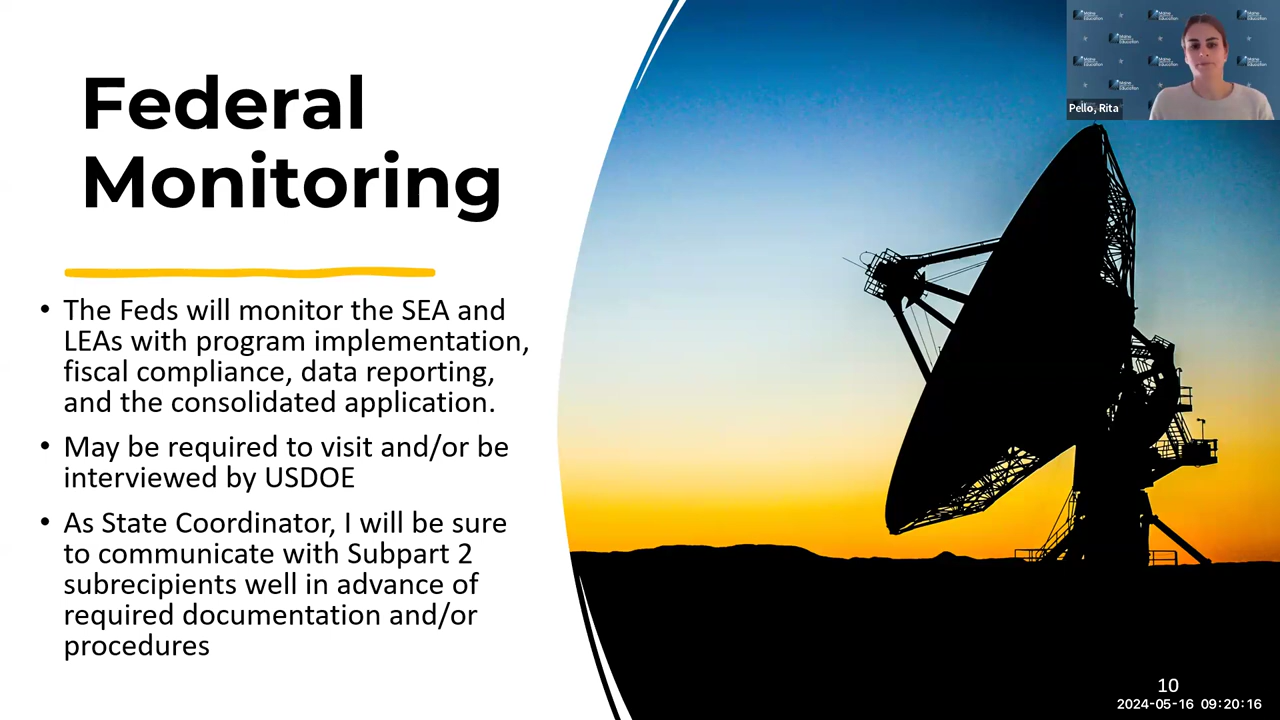 Federal
Monitoring
• The Feds will monitor the SEA and
LEAs with program implementation,
fiscal compliance, data reporting,
and the consolidated application.
• May be required to visit and/or be
interviewed by USDOE
• As State Coordinator, I will be sure
to communicate with Subpart 2
subrecipients well in advance of
required documentation and/or
procedures
Pello, Rita
10
2024-05-16 09:20:16